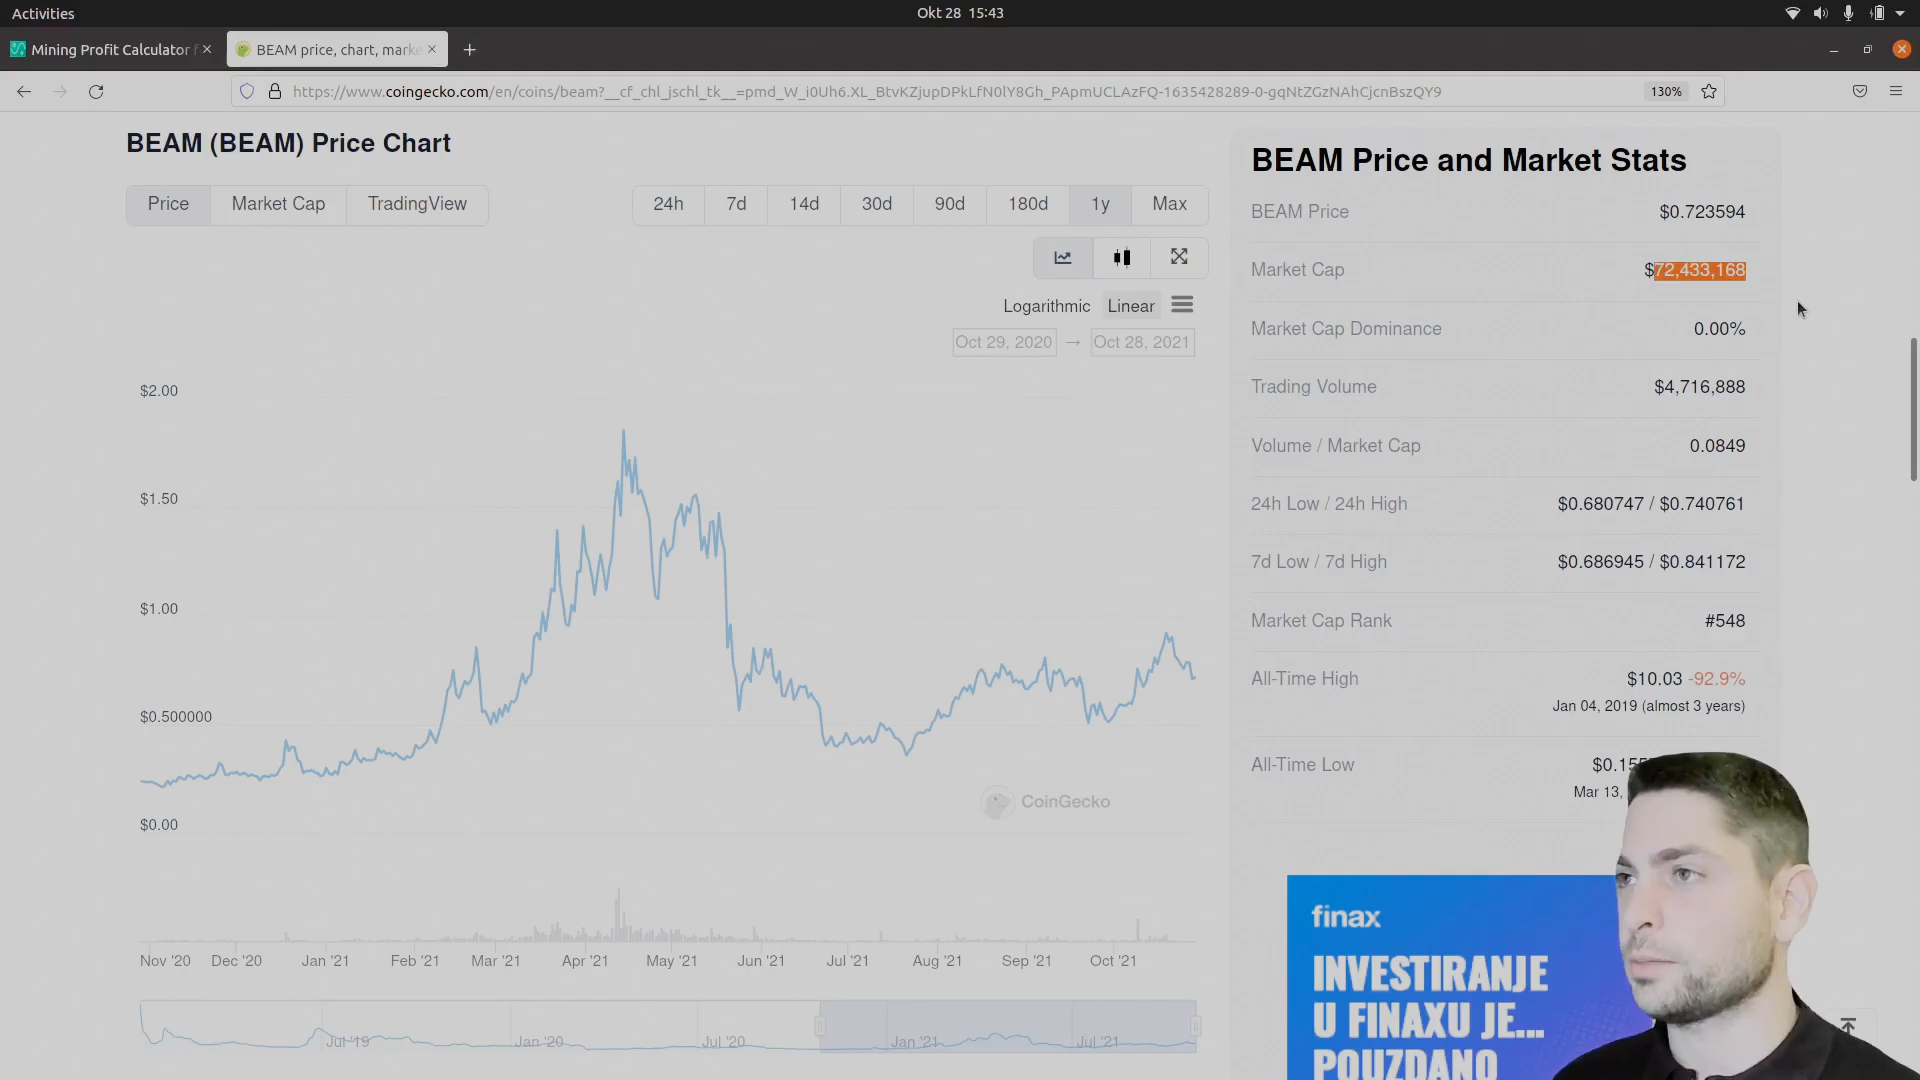 Activities
Okt 28 15:43
Mining Profit Calculator
BEAM price, chart, marke
https://www.coingecko.com/en/coins/beam?__cf_chl_jschl_tk__=pmd_W_i0Uh6.XL_BtvKZjupDPkLfN0lY8Gh_PApmUCLAzFQ-1635428289-0-gqNtZGzNAhCjcnBszQY9
130%
BEAM (BEAM) Price Chart
Price Market Cap TradingView
24h 7d 14d 30d 90d 180d 1y Max
Logarithmic Linear
Oct 29, 2020 → Oct 28, 2021
$2.00
$1.50
$1.00
$0.500000
$0.00
CoinGecko
Nov '20 Dec '20 Jan '21 Feb '21 Mar '21 Apr '21 May '21 Jun '21 Jul '21 Aug '21 Sep '21 Oct '21
Jul '19 Jan '20 Jul '20 Jan '21 Jul '21
BEAM Price and Market Stats
BEAM Price $0.723594
Market Cap $72,433,168
Market Cap Dominance 0.00%
Trading Volume $4,716,888
Volume / Market Cap 0.0849
24h Low / 24h High $0.680747 / $0.740761
7d Low / 7d High $0.686945 / $0.841172
Market Cap Rank #548
All-Time High $10.03 -92.9%
Jan 04, 2019 (almost 3 years)
All-Time Low
Mar 13,
finax
INVESTIRANJE
U FINAXU JE...
POUZDANO